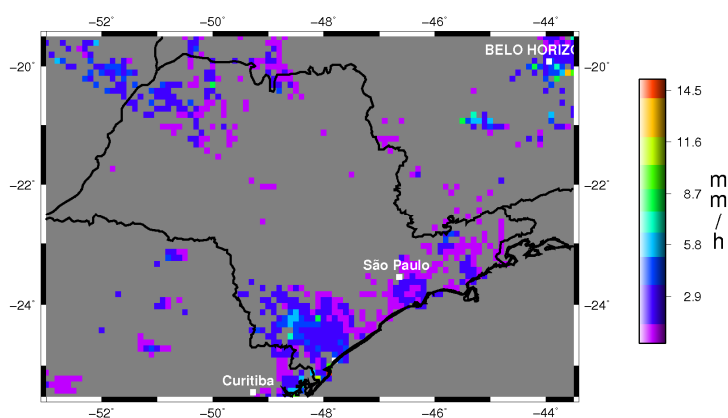 −52˚ −50˚ −48˚ −46˚ −44˚
BELO HORIZO
−20˚ −20˚
14.5
11.6
−22˚ −22˚
8.7
mm/h
5.8
São Paulo
2.9
−24˚ −24˚
Curitiba
−52˚ −50˚ −48˚ −46˚ −44˚